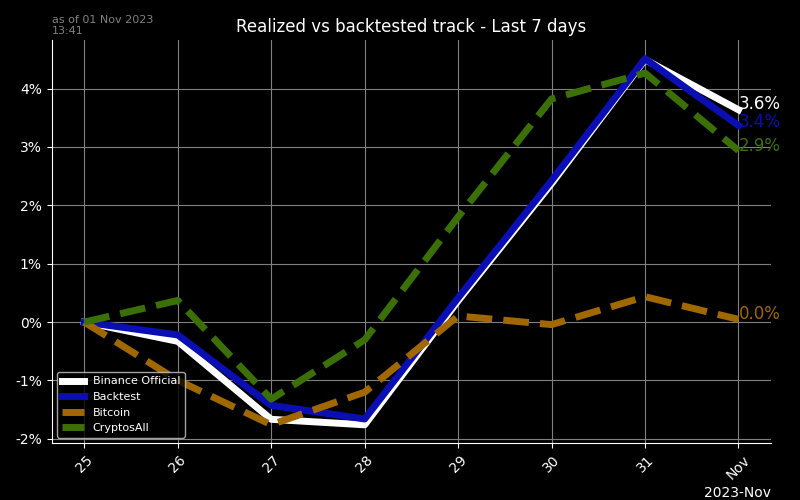 as of 01 Nov 2023
13:41
Realized vs backtested track - Last 7 days
4%
3%
2%
1%
0%
-1%
-2%
3.6%
3.4%
2.9%
0.0%
Binance Official
Backtest
Bitcoin
CryptosAll
25
26
27
28
29
30
31
Nov
2023-Nov